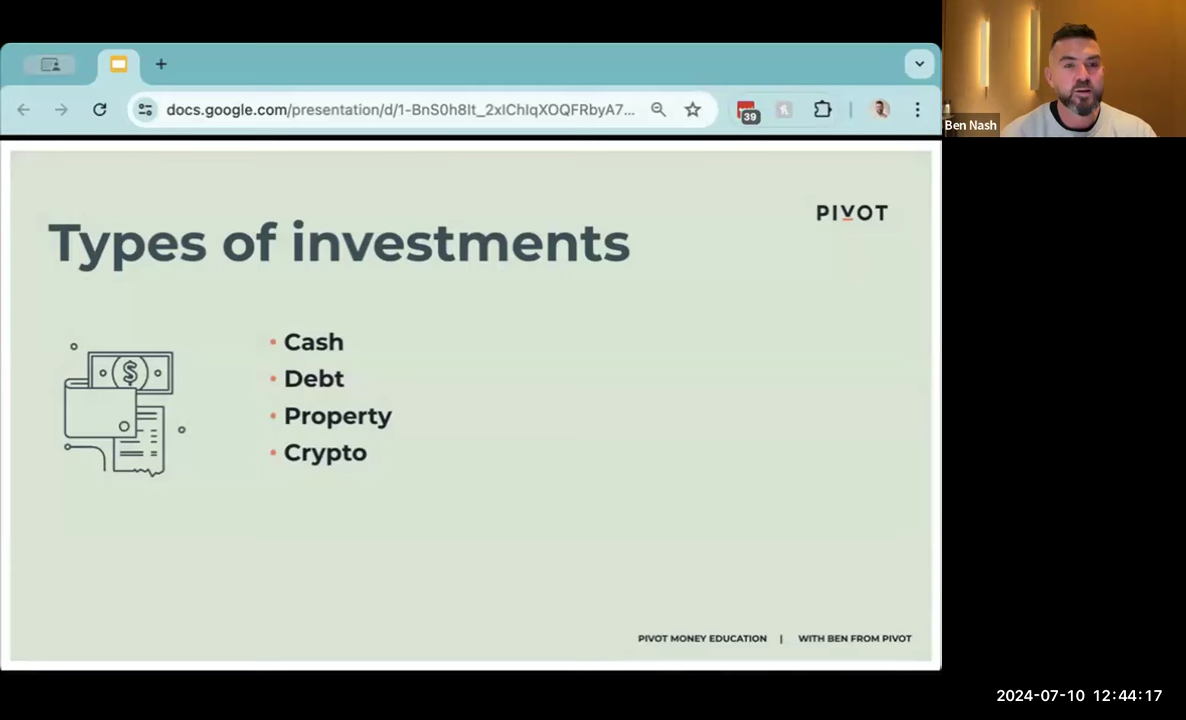 docs.google.com/presentation/d/1-BnS0h8It_2xIChlqXOQFRbyA7...
39
Ben Nash
PIVOT
Types of investments
• Cash
• Debt
• Property
• Crypto
$
PIVOT MONEY EDUCATION | WITH BEN FROM PIVOT
2024-07-10 12:44:17